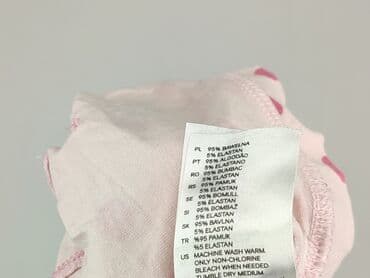 PL 95% BAWEŁNA
5% ELASTAN
PT 95% ALGODÃO
5% ELASTANO
RO 95% BUMBAC
5% ELASTAN
RS 95% PAMUK
5% ELASTAN
SE 95% BOMULL
5% ELASTAN
SI 95% BOMBAŽ
5% ELASTAN
SK 95% BAVLNA
5% ELASTAN
TR %95 PAMUK
%5 ELASTAN
US MACHINE WASH WARM.
ONLY NON-CHLORINE
BLEACH WHEN NEEDED.
TUMBLE DRY MEDIUM.